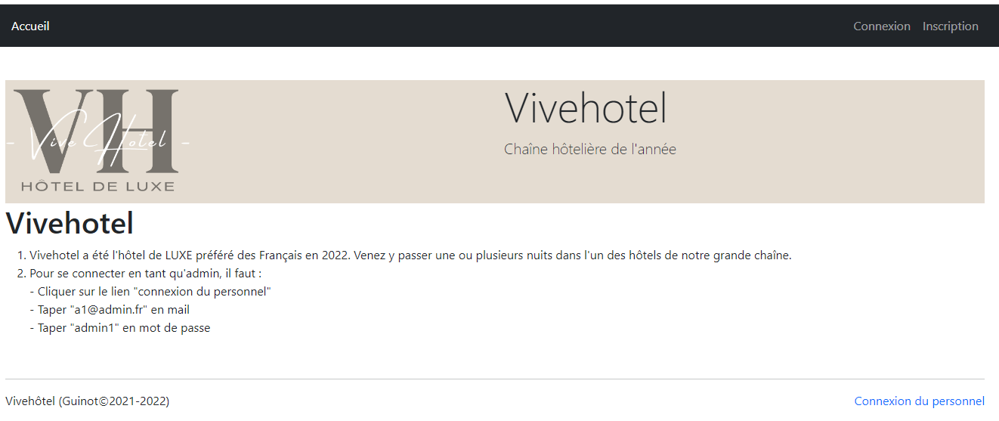 Accueil
Connexion
Inscription
VH
- Vive Hotel -
HÔTEL DE LUXE
Vivehotel
Chaîne hôtelière de l'année
Vivehotel
1. Vivehotel a été l'hôtel de LUXE préféré des Français en 2022. Venez y passer une ou plusieurs nuits dans l'un des hôtels de notre grande chaîne.
2. Pour se connecter en tant qu'admin, il faut :
- Cliquer sur le lien "connexion du personnel"
- Taper "a1@admin.fr" en mail
- Taper "admin1" en mot de passe
Vivehôtel (Guinot©2021-2022)
Connexion du personnel